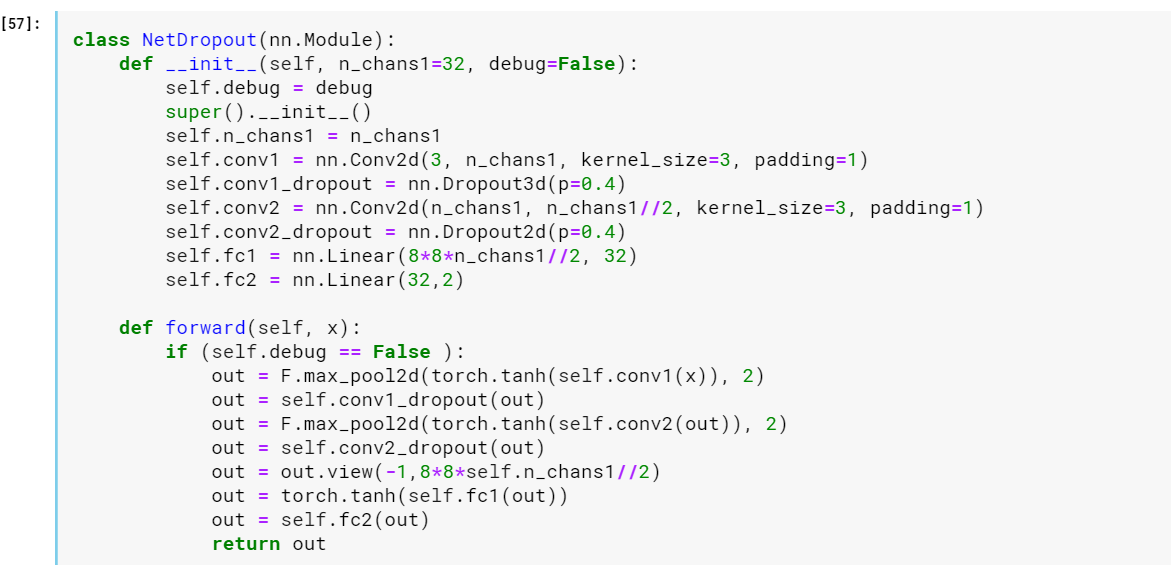 [57]:
class NetDropout(nn.Module):
    def __init__(self, n_chans1=32, debug=False):
        self.debug = debug
        super().__init__()
        self.n_chans1 = n_chans1
        self.conv1 = nn.Conv2d(3, n_chans1, kernel_size=3, padding=1)
        self.conv1_dropout = nn.Dropout3d(p=0.4)
        self.conv2 = nn.Conv2d(n_chans1, n_chans1//2, kernel_size=3, padding=1)
        self.conv2_dropout = nn.Dropout2d(p=0.4)
        self.fc1 = nn.Linear(8*8*n_chans1//2, 32)
        self.fc2 = nn.Linear(32,2)

    def forward(self, x):
        if (self.debug == False ):
            out = F.max_pool2d(torch.tanh(self.conv1(x)), 2)
            out = self.conv1_dropout(out)
            out = F.max_pool2d(torch.tanh(self.conv2(out)), 2)
            out = self.conv2_dropout(out)
            out = out.view(-1,8*8*self.n_chans1//2)
            out = torch.tanh(self.fc1(out))
            out = self.fc2(out)
            return out